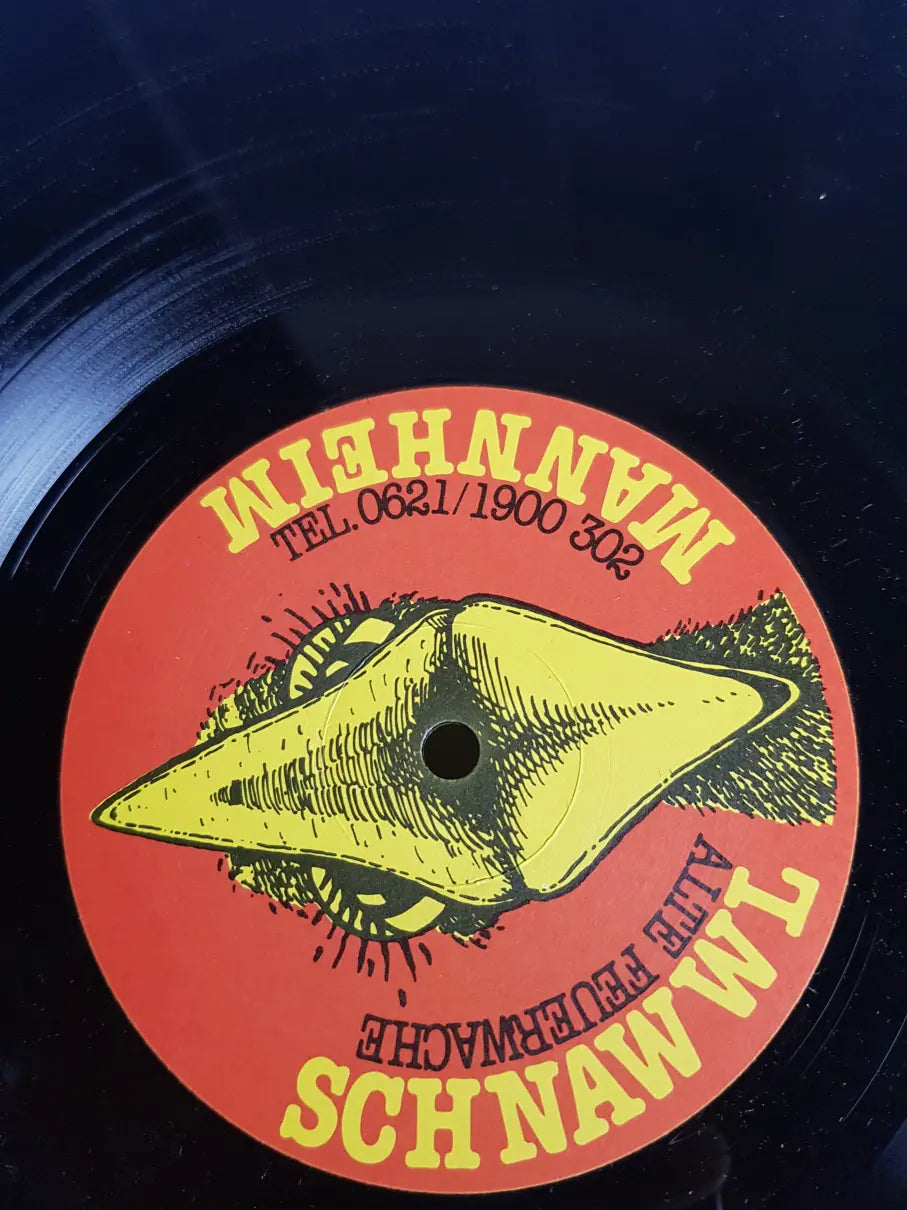 SCHNAWWL
ALTE FEUERWACHE
TEL. 0621/1900 302
MANNHEIM